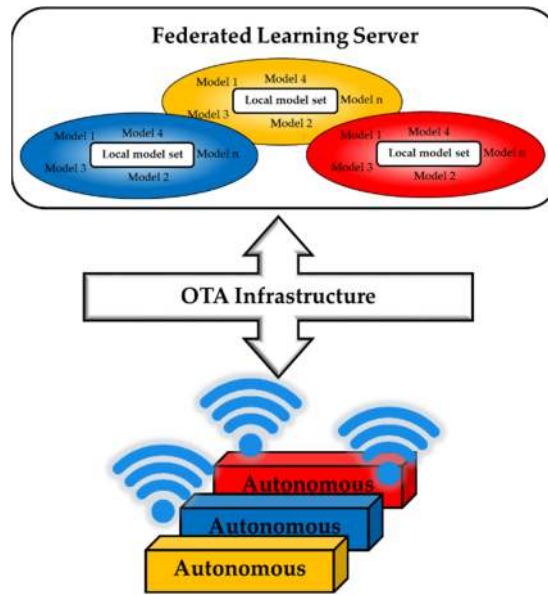 Federated Learning Server
Model 1
Model 4
Local model set
Model n
Model 3
Model 2
Model 1
Model 4
Local model set
Model n
Model 3
Model 2
Model 1
Model 4
Local model set
Model n
Model 3
Model 2
OTA Infrastructure
Autonomous
Autonomous
Autonomous